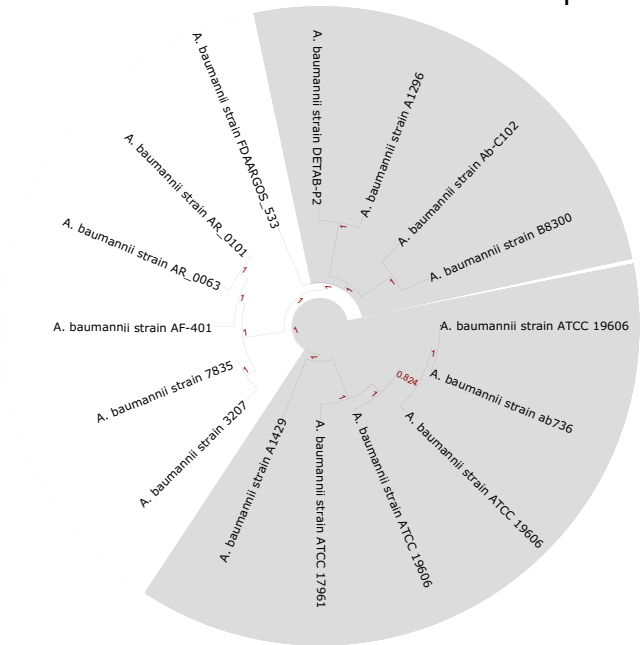 A. baumannii strain FDAARGOS_533
A. baumannii strain DETAB-P2
A. baumannii strain A1296
A. baumannii strain Ab-C102
A. baumannii strain B8300
A. baumannii strain ATCC 19606
A. baumannii strain ab736
A. baumannii strain ATCC 19606
A. baumannii strain ATCC 19606
A. baumannii strain ATCC 17961
A. baumannii strain A1429
A. baumannii strain 3207
A. baumannii strain 7835
A. baumannii strain AF-401
A. baumannii strain AR_0063
A. baumannii strain AR_0101
1
1
1
1
1
1
1
1
1
1
1
1
0.824
1
1